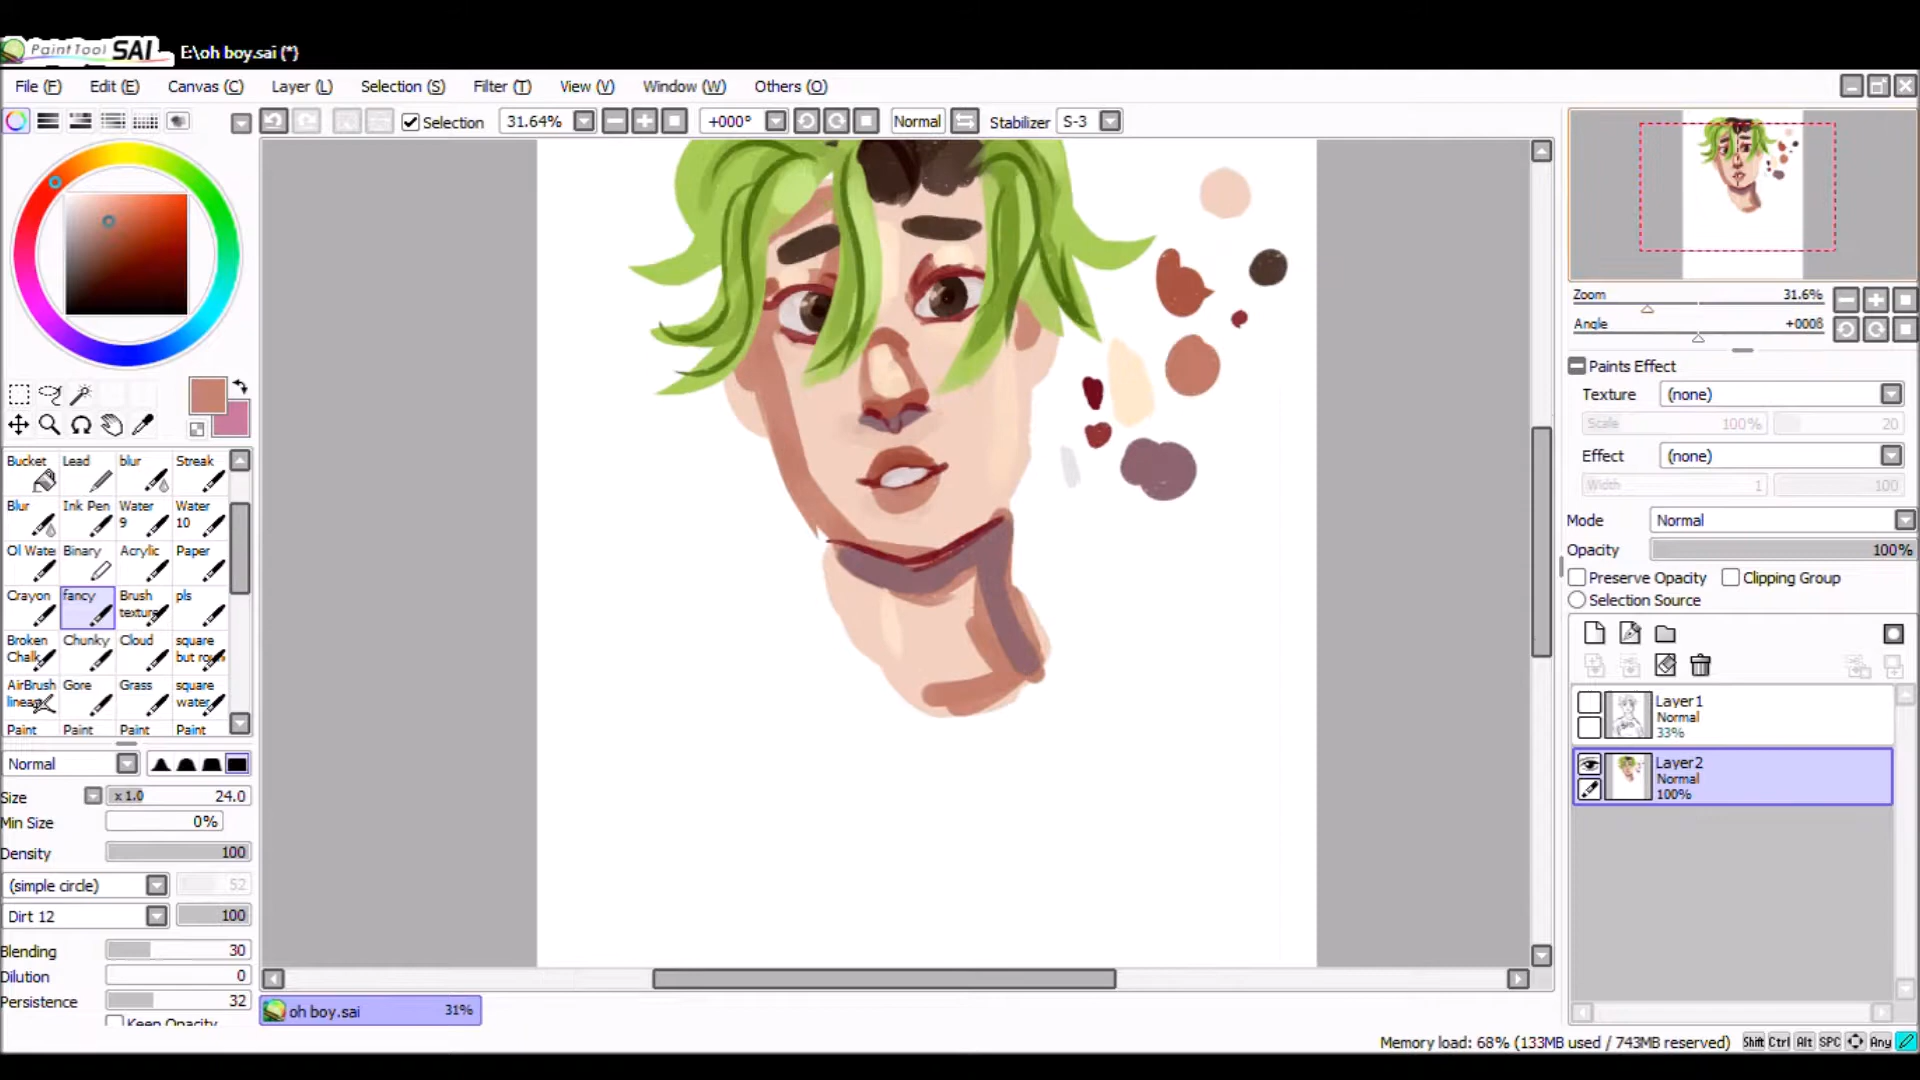 PaintTool SAI E:\oh boy.sai (*)
File (F) Edit (E) Canvas (C) Layer (L) Selection (S) Filter (T) View (V) Window (W) Others (O)
Selection 31.64% +000° Normal Stabilizer S-3
Zoom 31.6%
Angle
Paints Effect
Texture (none)
Scale 100% 20
Effect (none)
Width 1 100
Mode Normal
Opacity 100%
Preserve Opacity Clipping Group
Selection Source
Layer1
Normal
33%
Layer2
Normal
100%
Bucket Lead blur Streak
Blur Ink Pen Water 9 Water 10
Ol Wate Binary Acrylic Paper
Crayon fancy Brush texture pls
Broken Chalk Chunky Cloud square but
AirBrush Gore Grass square water
Paint Paint Paint Paint
Normal
Size x 1.0 24.0
Min Size 0%
Density 100
(simple circle) 52
Dirt 12 100
Blending 30
Dilution 0
Persistence 32
Keep Opacity
oh boy.sai 31%
Memory load: 68% (133MB used / 743MB reserved) Shift Ctrl Alt SPC Any